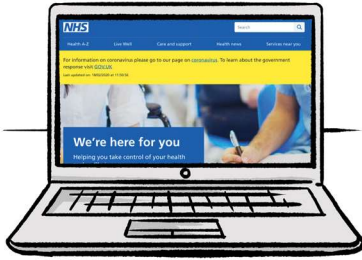 NHS
Search
Health A-Z Live Well Care and support Health news Services near you
For information on coronavirus please go to our page on coronavirus. To learn about the government
response visit GOV.UK
We're here for you
Helping you take control of your health